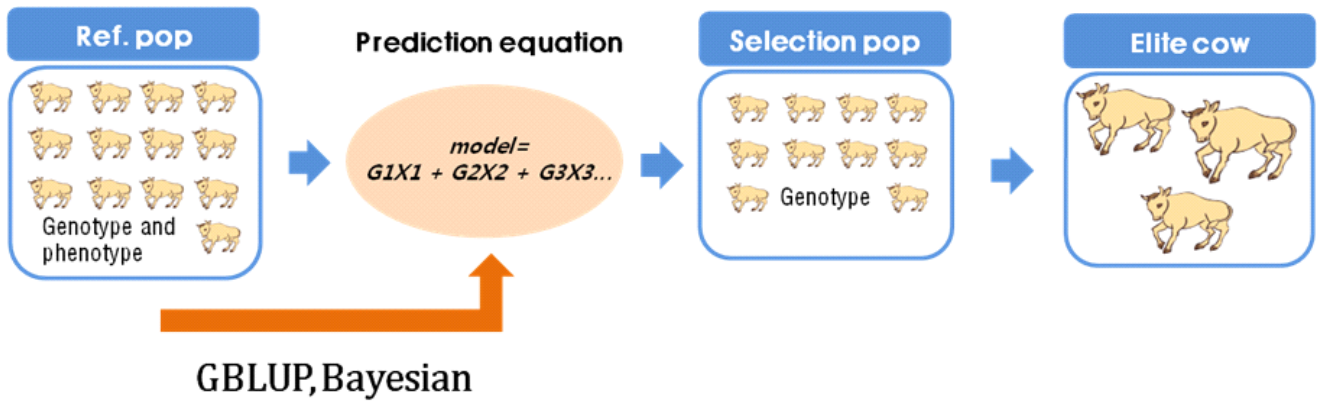 Ref. pop
Genotype and
phenotype
Prediction equation
model=
G1X1 + G2X2 + G3X3...
Selection pop
Genotype
Elite cow
GBLUP, Bayesian